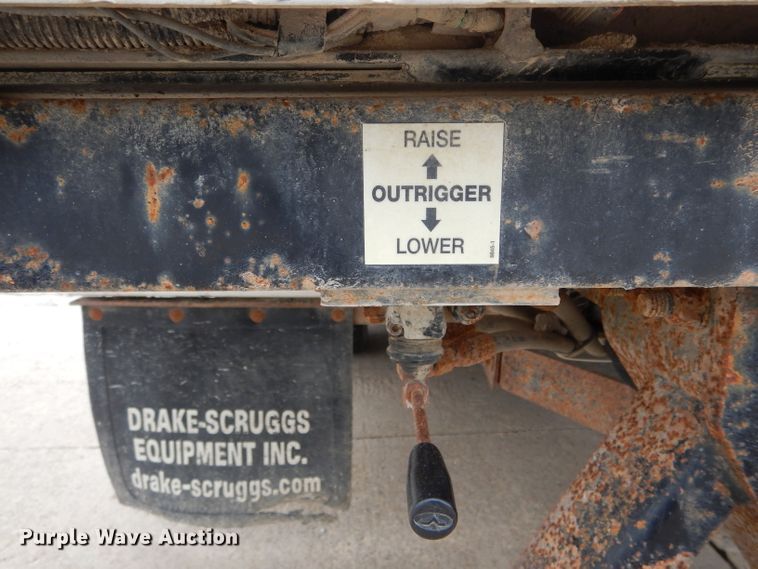 RAISE
OUTRIGGER
LOWER
DRAKE-SCRUGGS
EQUIPMENT INC.
drake-scruggs.com
Purple Wave Auction